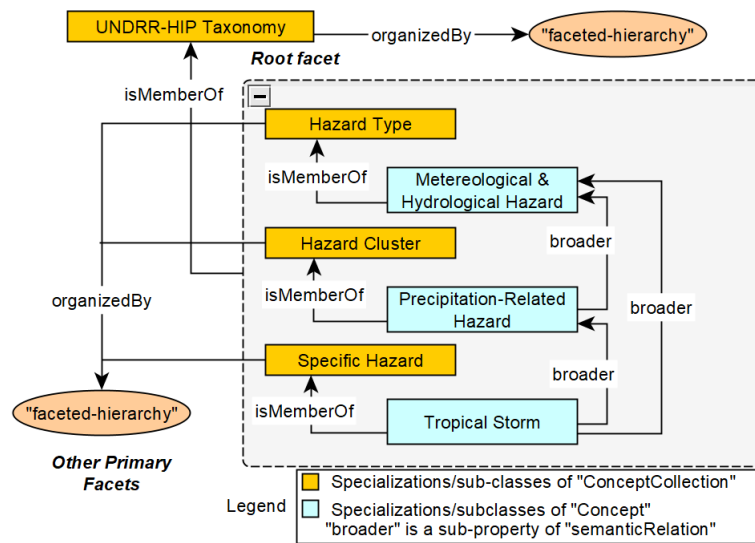 UNDRR-HIP Taxonomy
organizedBy
"faceted-hierarchy"
Root facet
isMemberOf
Hazard Type
isMemberOf
Metereological &
Hydrological Hazard
broader
Hazard Cluster
isMemberOf
organizedBy
Precipitation-Related
Hazard
broader
broader
Specific Hazard
isMemberOf
"faceted-hierarchy"
Tropical Storm
Other Primary
Facets
Legend
Specializations/sub-classes of "ConceptCollection"
Specializations/subclasses of "Concept"
"broader" is a sub-property of "semanticRelation"